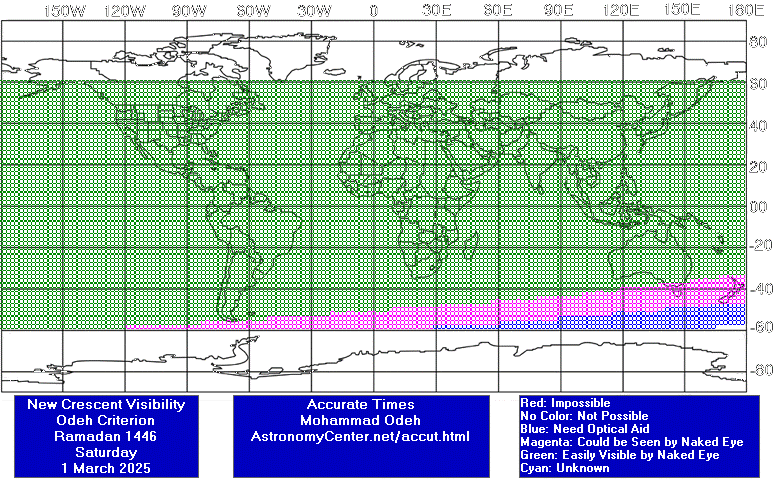 150W 120W 90W 60W 30W 0 30E 60E 90E 120E 150E 180E
80
60
40
20
00
-20
-40
-60
-80
New Crescent Visibility
Odeh Criterion
Ramadan 1446
Saturday
1 March 2025
Accurate Times
Mohammad Odeh
AstronomyCenter.net/accut.html
Red: Impossible
No Color: Not Possible
Blue: Need Optical Aid
Magenta: Could be Seen by Naked Eye
Green: Easily Visible by Naked Eye
Cyan: Unknown